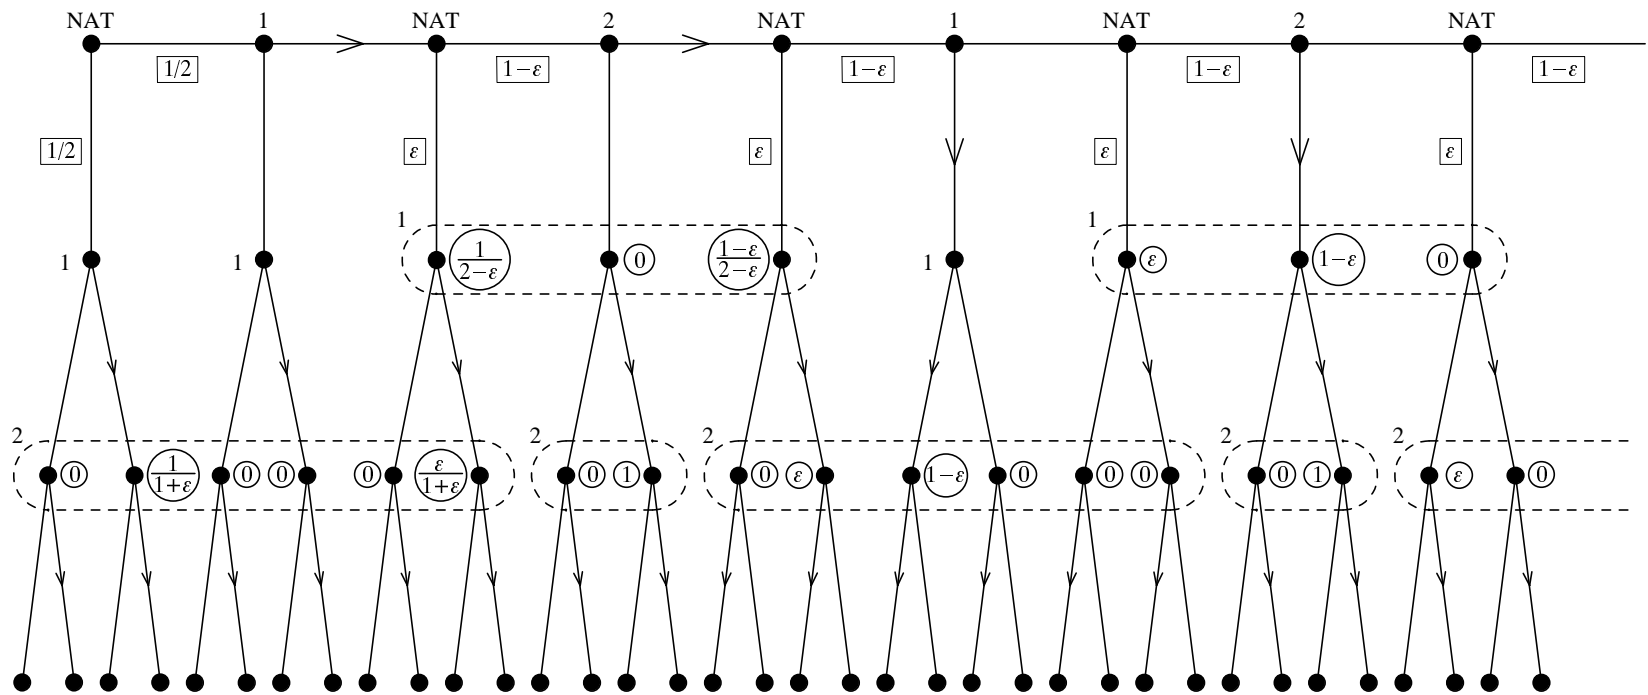 NAT 1 NAT 2 NAT 1 NAT 2 NAT
1/2 1−ε 1−ε 1−ε 1−ε
1/2 ε ε ε ε
1 1
1 1 1/(2−ε) 0 (1−ε)/(2−ε) 1 ε 1−ε 0
2 2 2 2 2
0 1/(1+ε) 0 0 0 ε/(1+ε) 0 1 0 ε 1−ε 0 0 0 0 1 ε 0